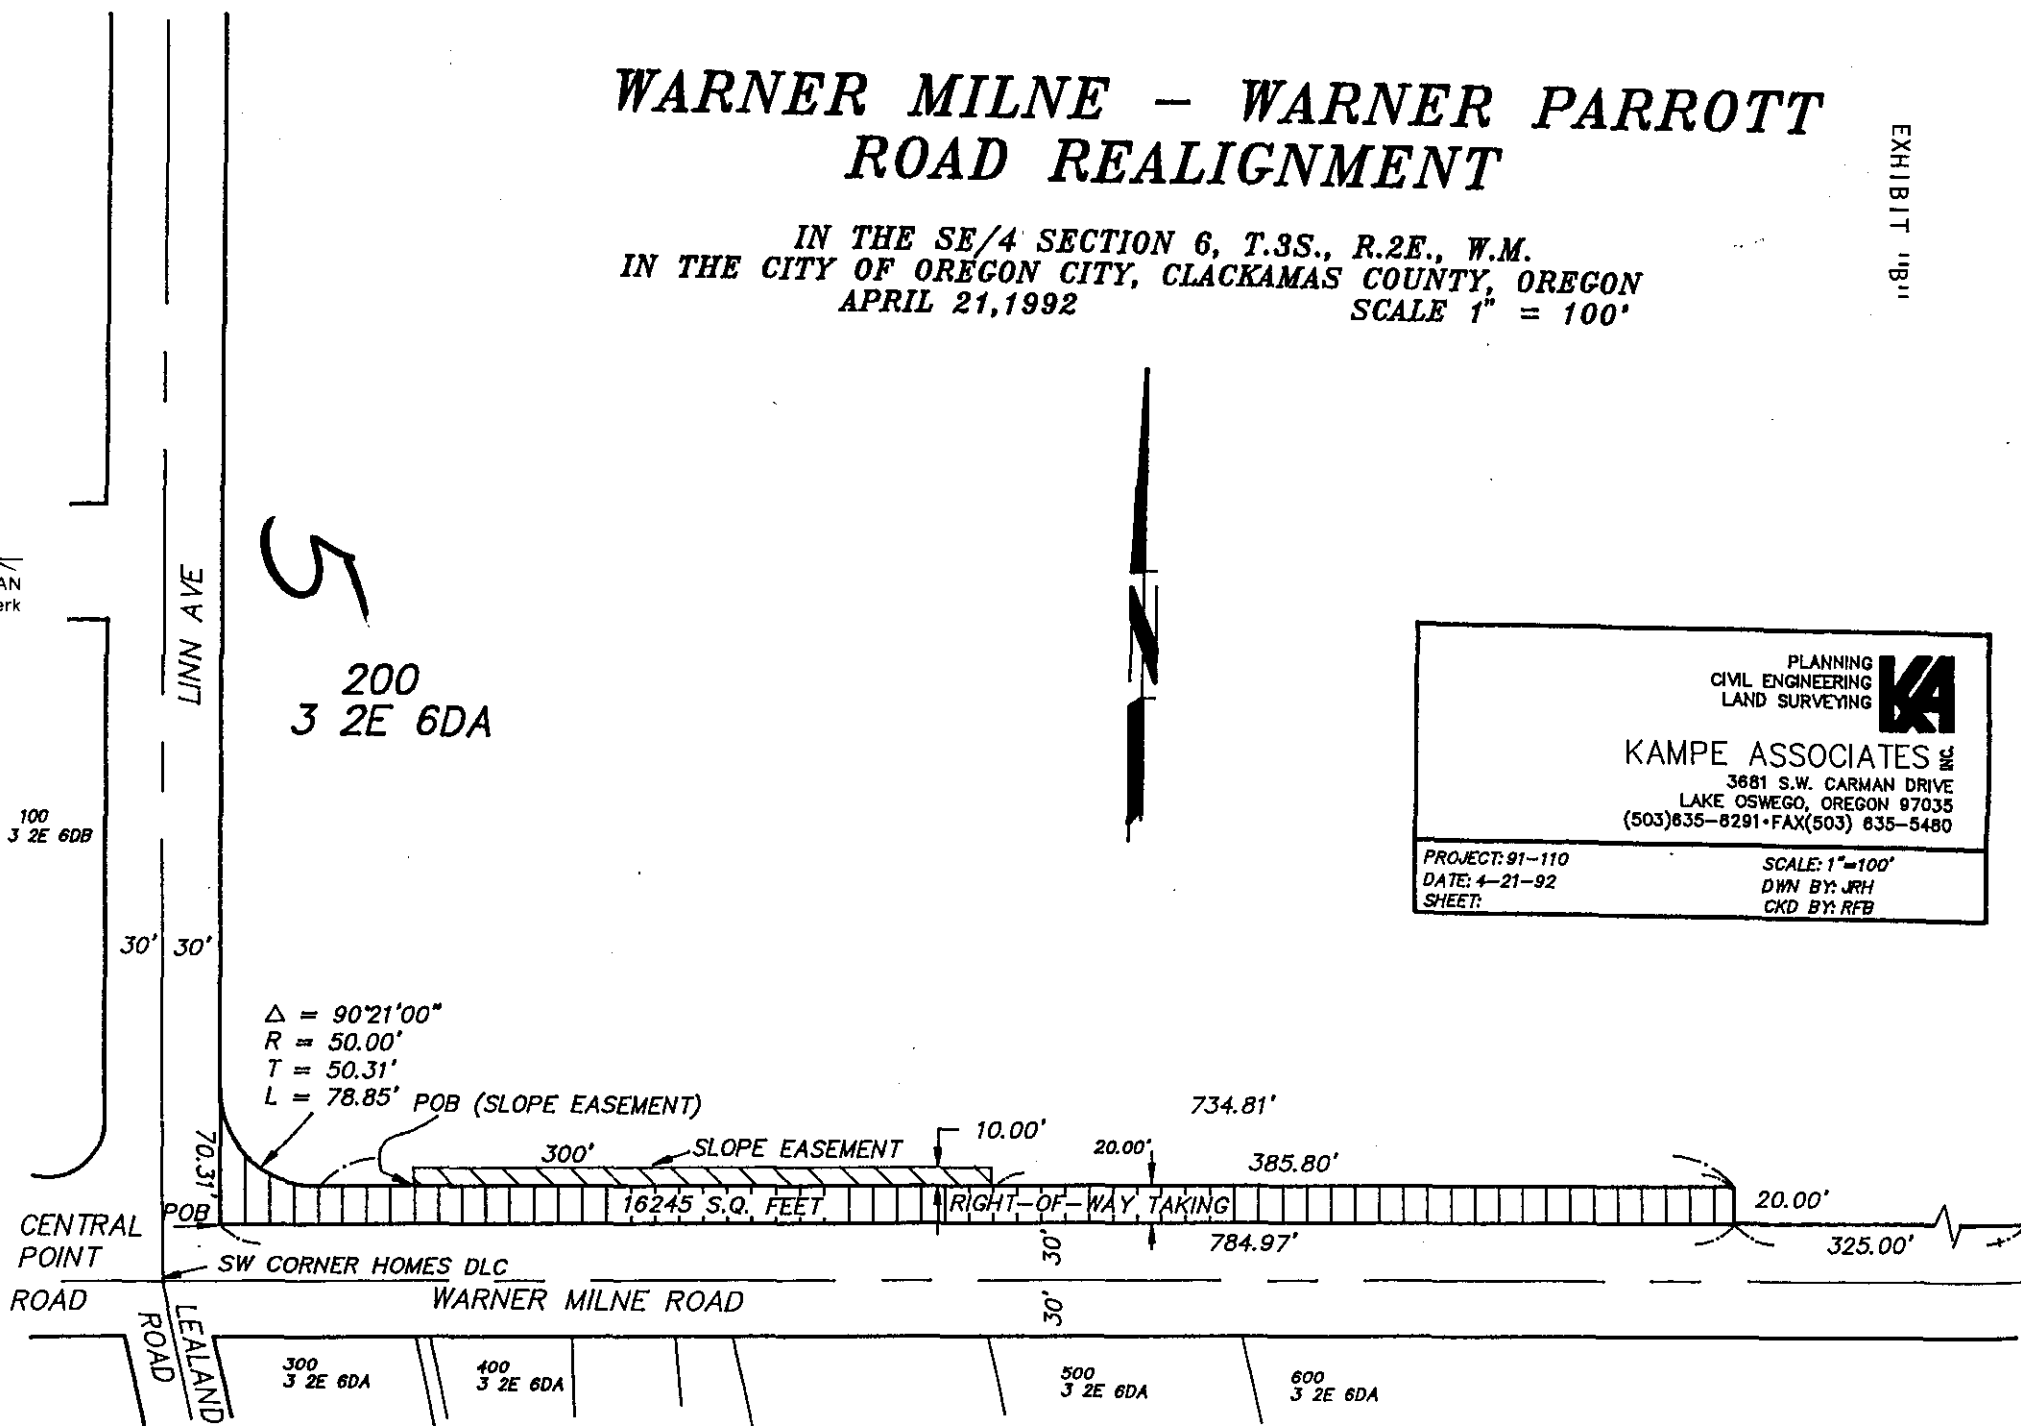 WARNER MILNE – WARNER PARROTT
ROAD REALIGNMENT
IN THE SE/4 SECTION 6, T.3S., R.2E., W.M.
IN THE CITY OF OREGON CITY, CLACKAMAS COUNTY, OREGON
APRIL 21,1992 SCALE 1" = 100'
EXHIBIT "B"
AN
erk
LINN AVE
5
200
3 2E 6DA
N
PLANNING
CIVIL ENGINEERING
LAND SURVEYING
KA
KAMPE ASSOCIATES INC
3681 S.W. CARMAN DRIVE
LAKE OSWEGO, OREGON 97035
(503)635-6291•FAX(503) 635-5480
PROJECT: 91-110
DATE: 4-21-92
SHEET:
SCALE: 1"=100'
DWN BY: JRH
CKD BY: RFB
100
3 2E 6DB
30' 30'
Δ = 90°21'00"
R = 50.00'
T = 50.31'
L = 78.85'
POB (SLOPE EASEMENT)
734.81'
10.00'
300'
SLOPE EASEMENT
20.00'
385.80'
70.31'
16245 S.Q. FEET
RIGHT-OF-WAY TAKING
20.00'
POB
CENTRAL
POINT
ROAD
784.97'
325.00'
30'
30'
SW CORNER HOMES DLC
WARNER MILNE ROAD
LEALAND
ROAD
300
3 2E 6DA
400
3 2E 6DA
500
3 2E 6DA
600
3 2E 6DA